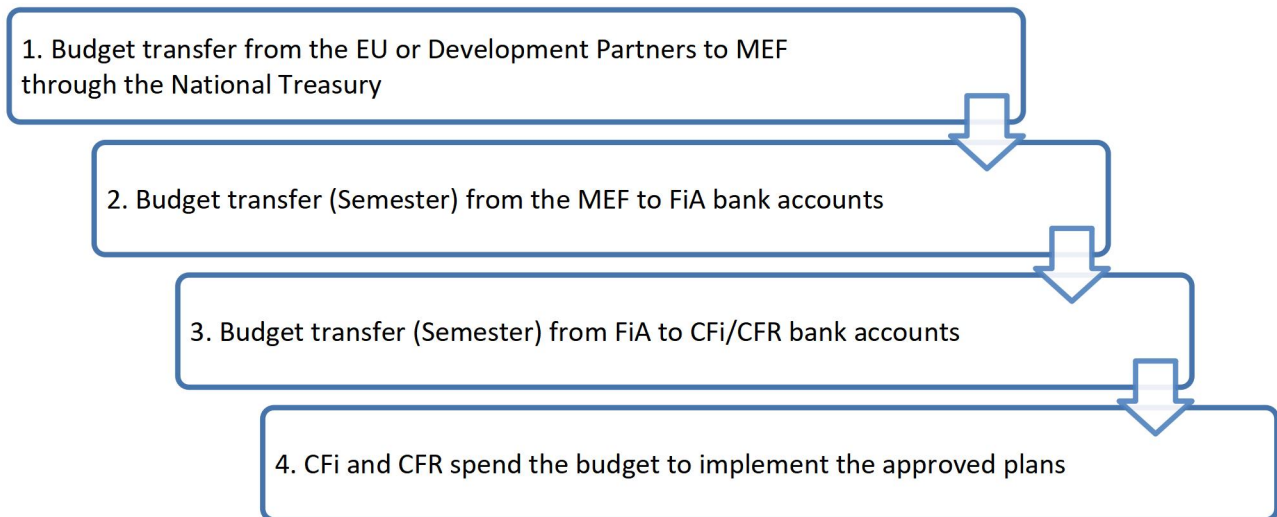 1. Budget transfer from the EU or Development Partners to MEF
through the National Treasury
2. Budget transfer (Semester) from the MEF to FiA bank accounts
3. Budget transfer (Semester) from FiA to CFi/CFR bank accounts
4. CFi and CFR spend the budget to implement the approved plans